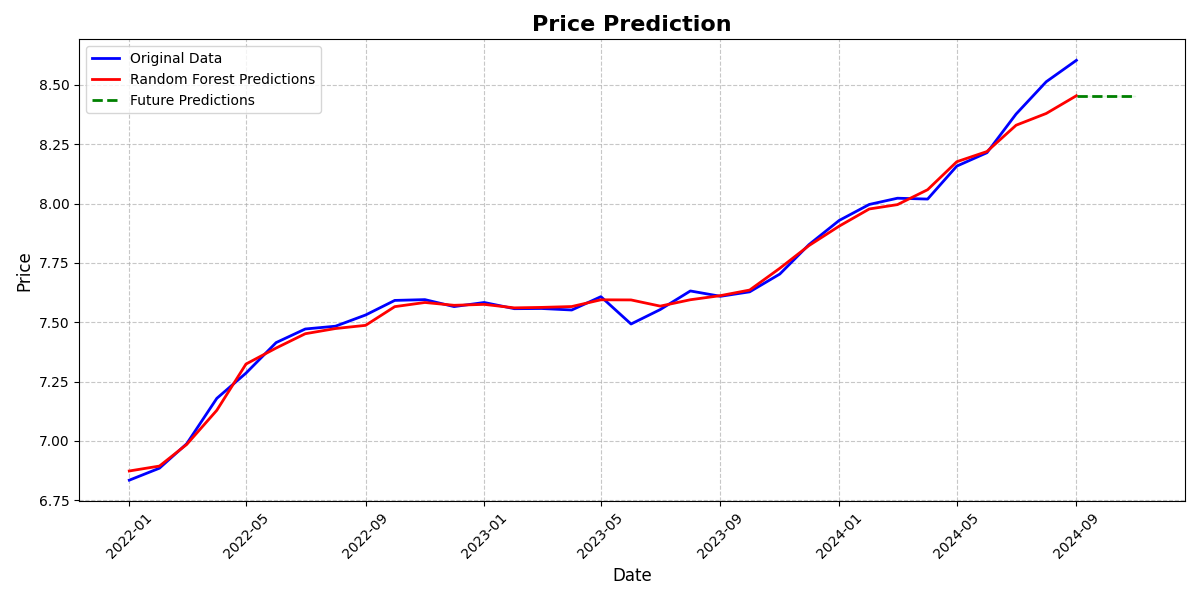 Price Prediction
Original Data
Random Forest Predictions
Future Predictions
Price
8.50
8.25
8.00
7.75
7.50
7.25
7.00
6.75
2022-01
2022-05
2022-09
2023-01
2023-05
2023-09
2024-01
2024-05
2024-09
Date